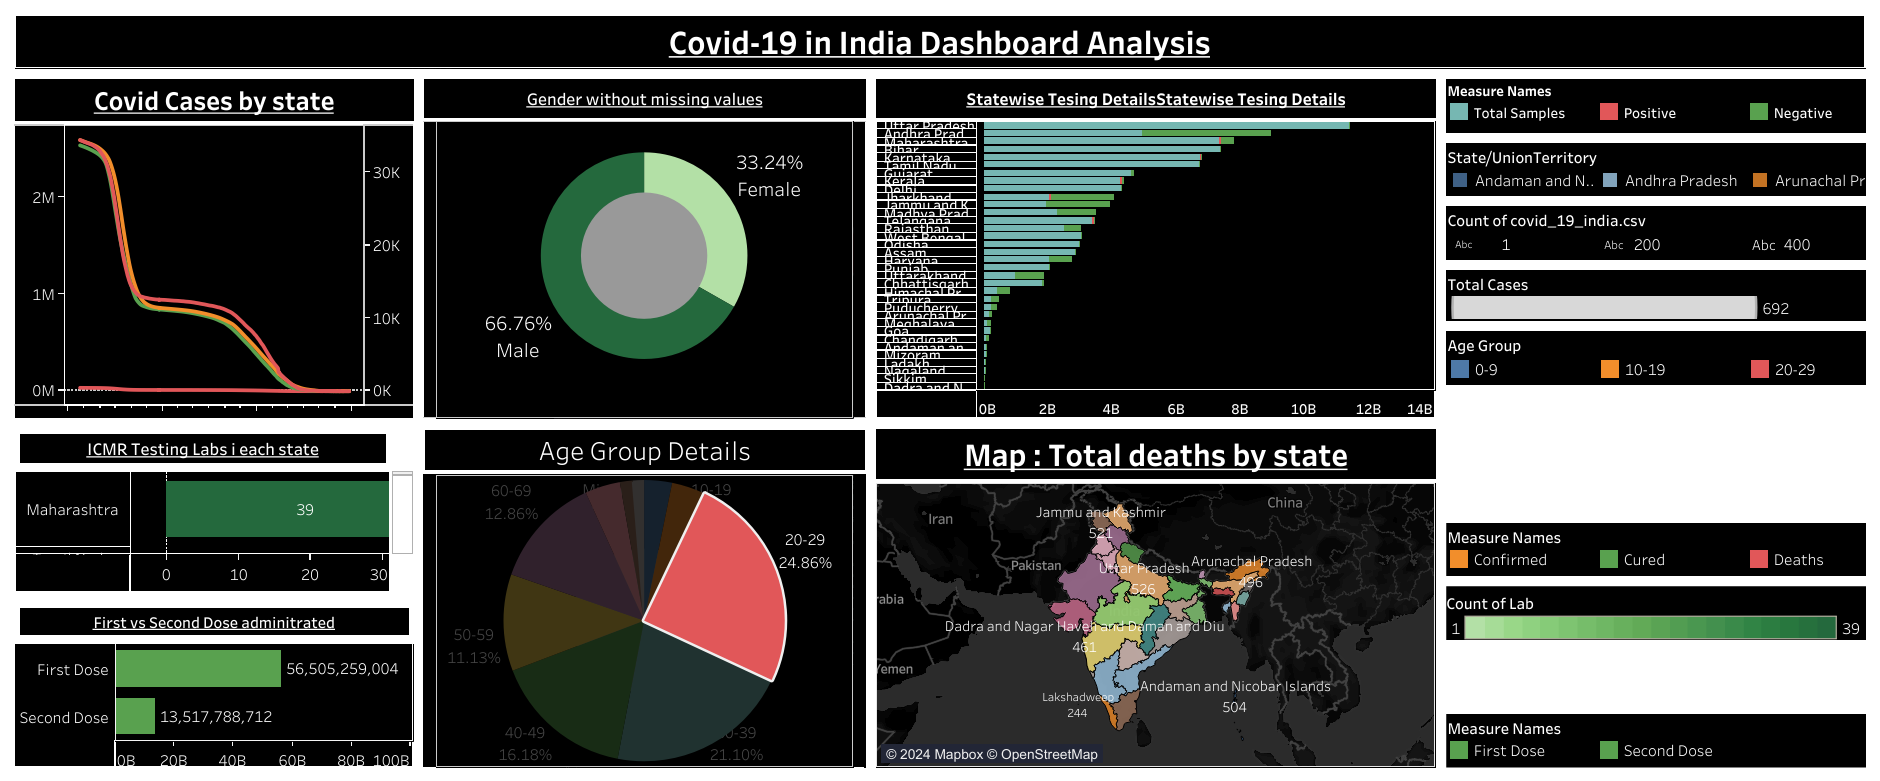 Covid-19 in India Dashboard Analysis
Covid Cases by state
2M
1M
0M
30K
20K
10K
0K
Gender without missing values
33.24%
Female
66.76%
Male
Statewise Tesing DetailsStatewise Tesing Details
Uttar Pradesh
Andhra Prad..
Maharashtra
Bihar
Karnataka
Tamil Nadu
Gujarat
Kerala
Delhi
Jharkhand
Jammu and K..
Madhya Prad..
Telangana
Rajasthan
West Bengal
Odisha
Assam
Haryana
Punjab
Uttarakhand
Chhattisgarh
Himachal Pr..
Tripura
Puducherry
Arunachal Pr..
Meghalaya
Goa
Chandigarh
Andaman an..
Mizoram
Ladakh
Nagaland
Sikkim
Dadra and N..
0B 2B 4B 6B 8B 10B 12B 14B
Measure Names
Total Samples Positive Negative
State/UnionTerritory
Andaman and N.. Andhra Pradesh Arunachal Pr
Count of covid_19_india.csv
Abc 1 Abc 200 Abc 400
Total Cases
692
Age Group
0-9 10-19 20-29
ICMR Testing Labs i each state
Maharashtra
39
0 10 20 30
First vs Second Dose adminitrated
First Dose 56,505,259,004
Second Dose 13,517,788,712
0B 20B 40B 60B 80B 100B
Age Group Details
60-69
12.86%
10-19
20-29
24.86%
50-59
11.13%
40-49
16.18%
21.10%
Map : Total deaths by state
China
Iran
Jammu and Kashmir
521
Pakistan
Uttar Pradesh
526
Arunachal Pradesh
496
rabia
Dadra and Nagar Haveli and Daman and Diu
461
Yemen
Andaman and Nicobar Islands
504
Lakshadweep
244
© 2024 Mapbox © OpenStreetMap
Measure Names
Confirmed Cured Deaths
Count of Lab
1 39
Measure Names
First Dose Second Dose